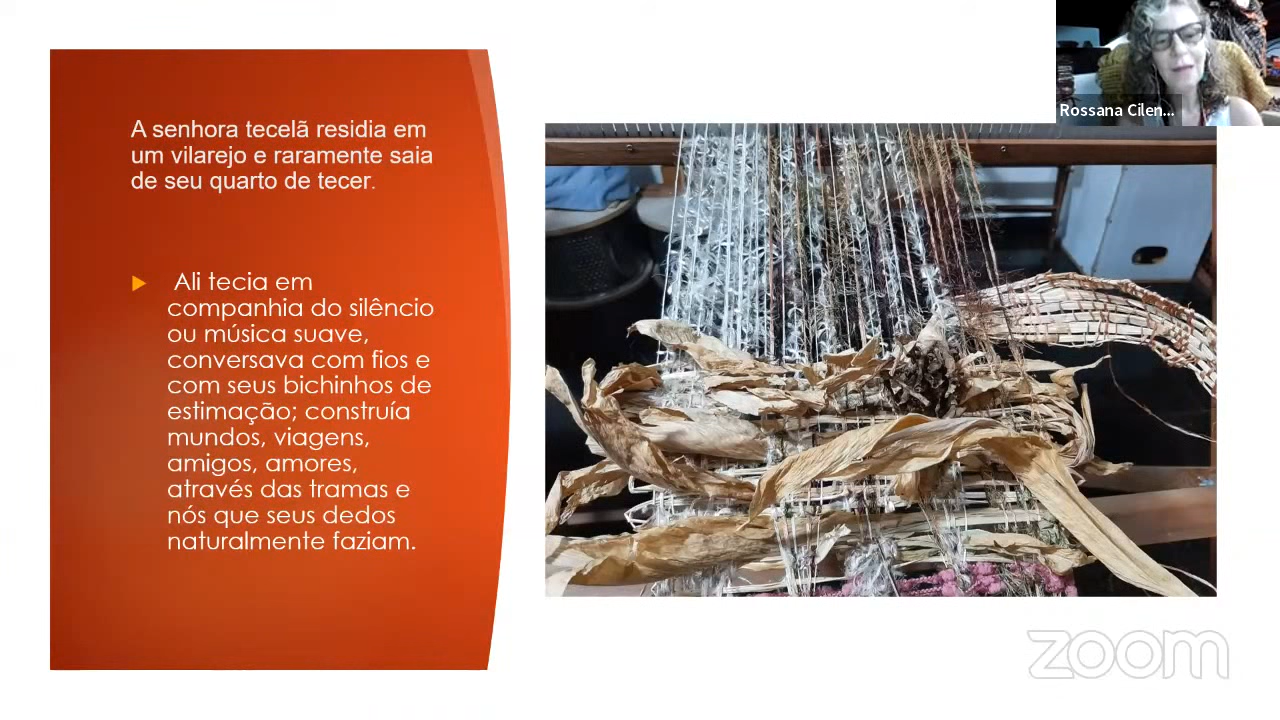 A senhora tecelã residia em
um vilarejo e raramente saia
de seu quarto de tecer.
Ali tecia em
companhia do silêncio
ou música suave,
conversava com fios e
com seus bichinhos de
estimação; construía
mundos, viagens,
amigos, amores,
através das tramas e
nós que seus dedos
naturalmente faziam.
Rossana Cilen...
zoom